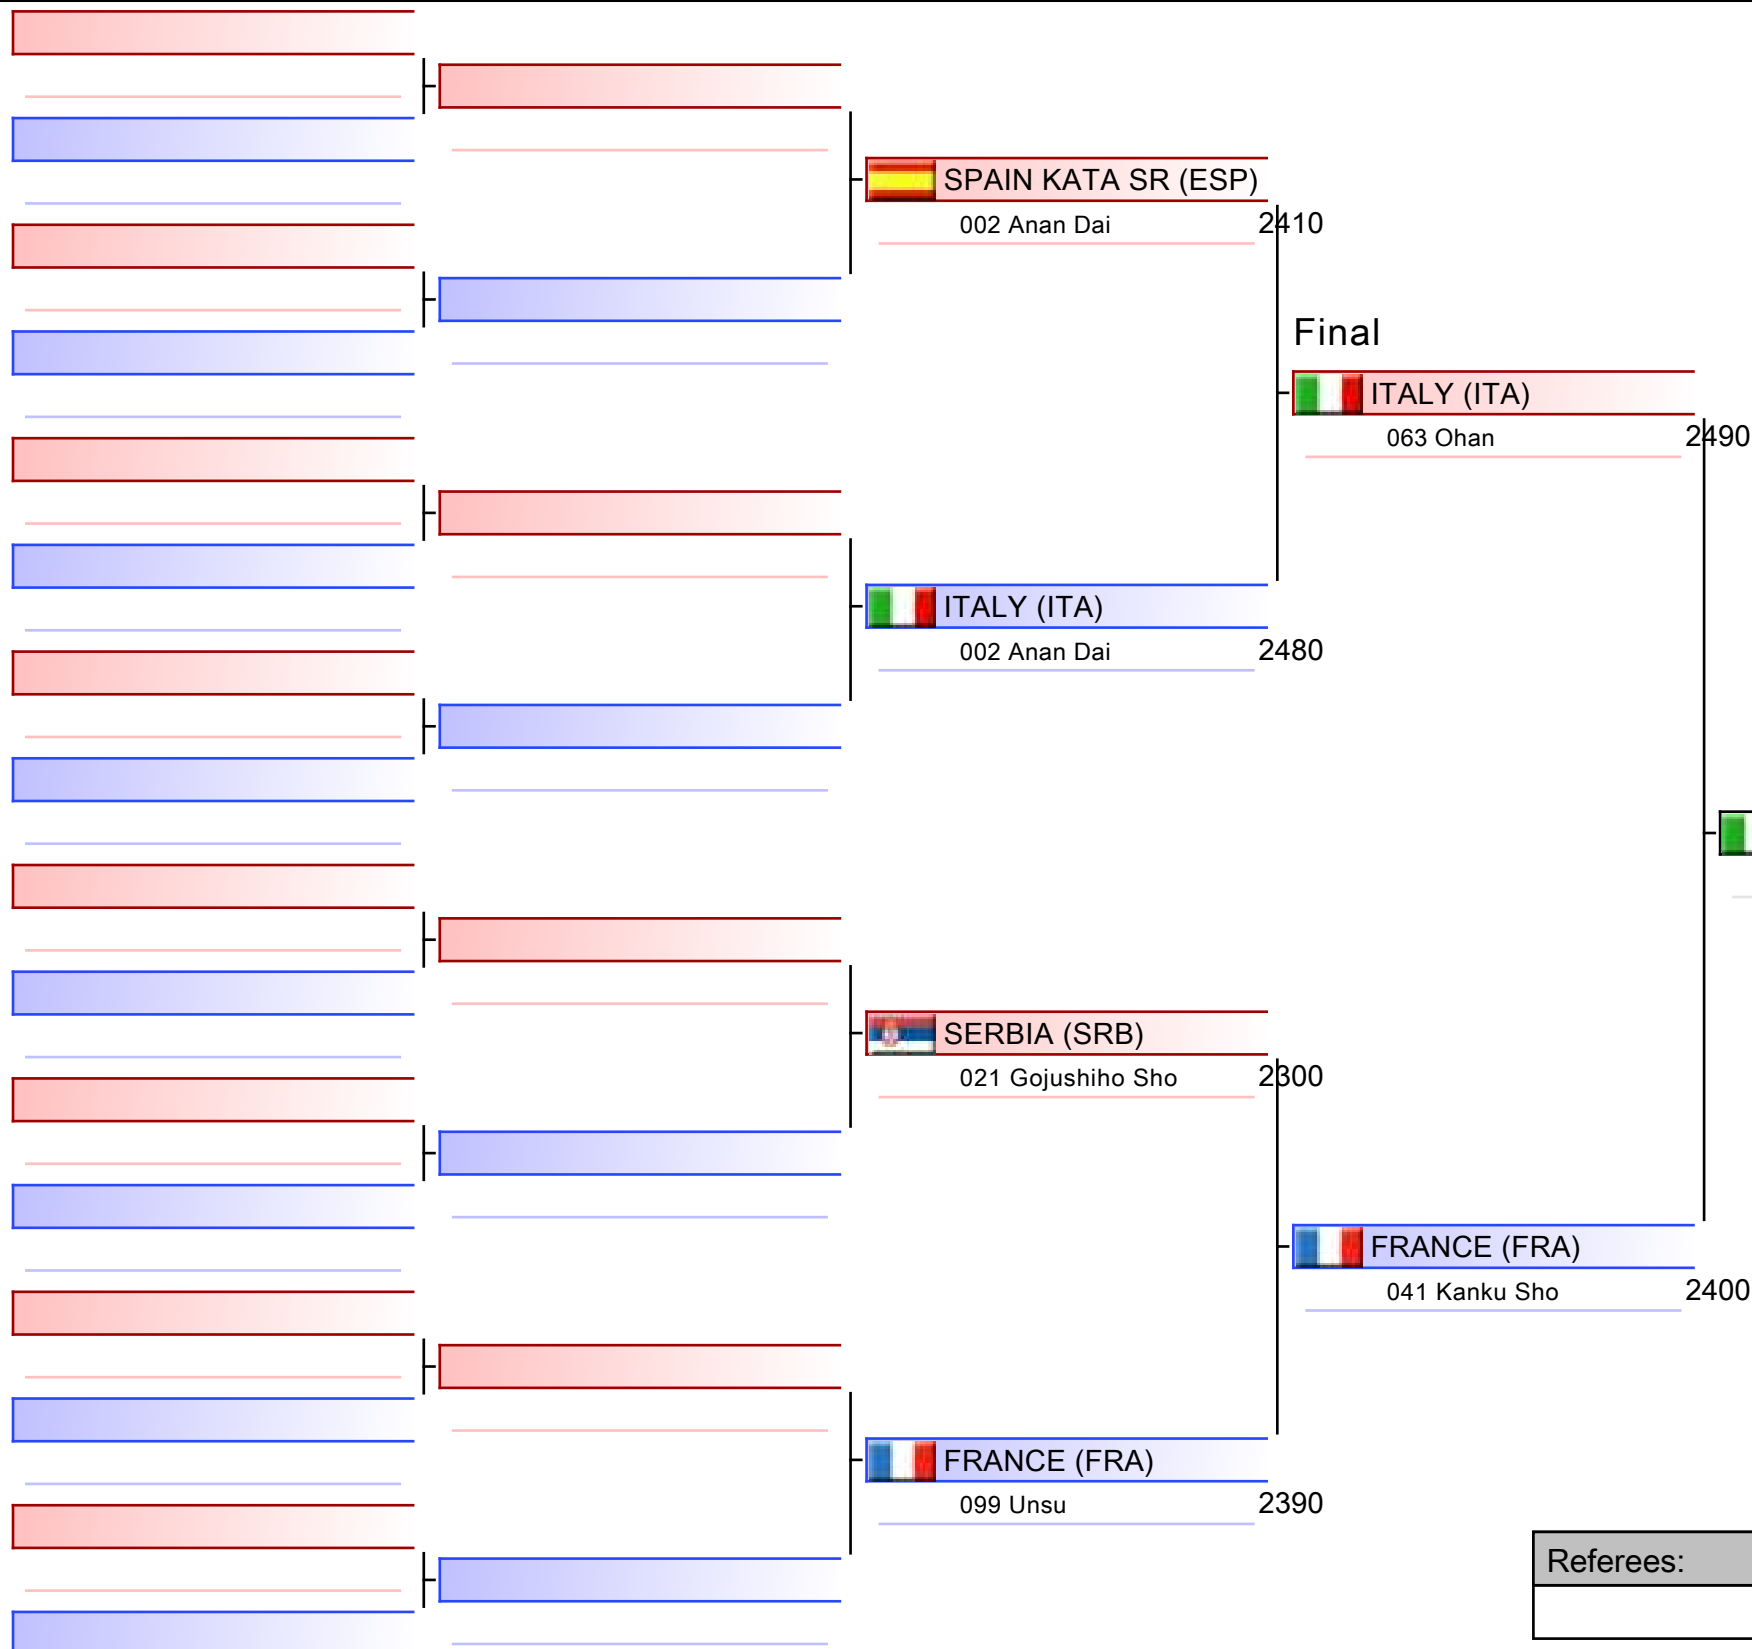 SPAIN KATA SR (ESP)
002 Anan Dai 2410
Final
ITALY (ITA)
063 Ohan 2490
ITALY (ITA)
002 Anan Dai 2480
SERBIA (SRB)
021 Gojushiho Sho 2300
FRANCE (FRA)
041 Kanku Sho 2400
FRANCE (FRA)
099 Unsu 2390
Referees: